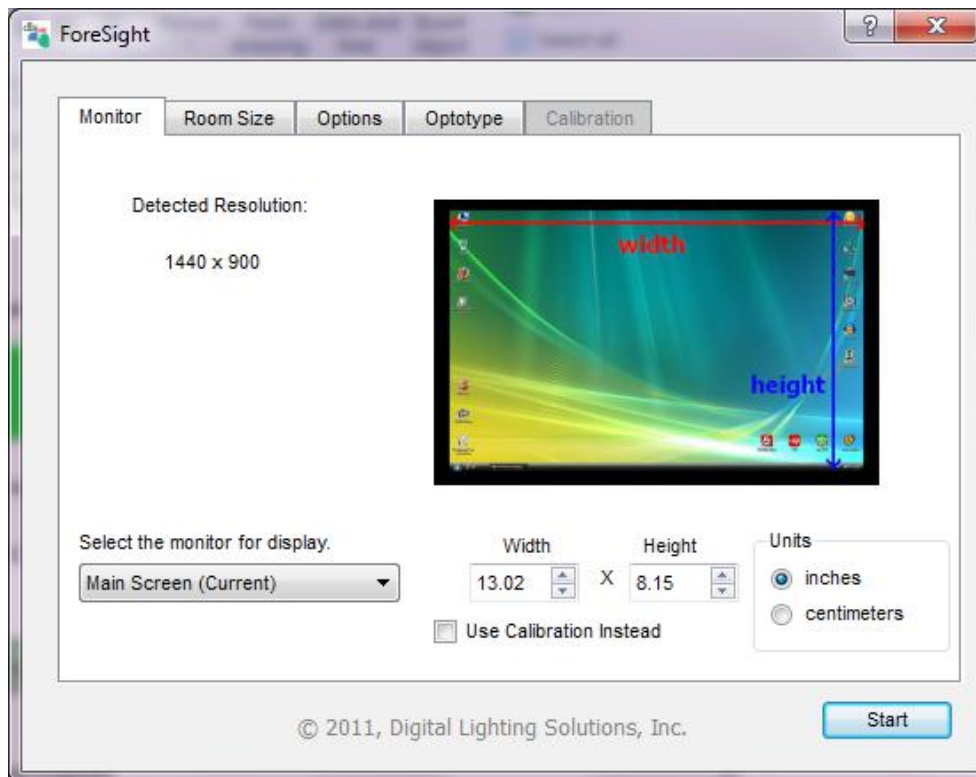 ForeSight
Monitor Room Size Options Optotype Calibration
Detected Resolution:
1440 x 900
width
height
Select the monitor for display.
Main Screen (Current)
Width Height
13.02 X 8.15
Use Calibration Instead
Units
inches
centimeters
© 2011, Digital Lighting Solutions, Inc.
Start